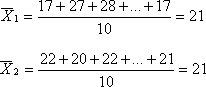 X̅₁ = (17 + 27 + 28 + ... + 17) / 10 = 21
X̅₂ = (22 + 20 + 22 + ... + 21) / 10 = 21